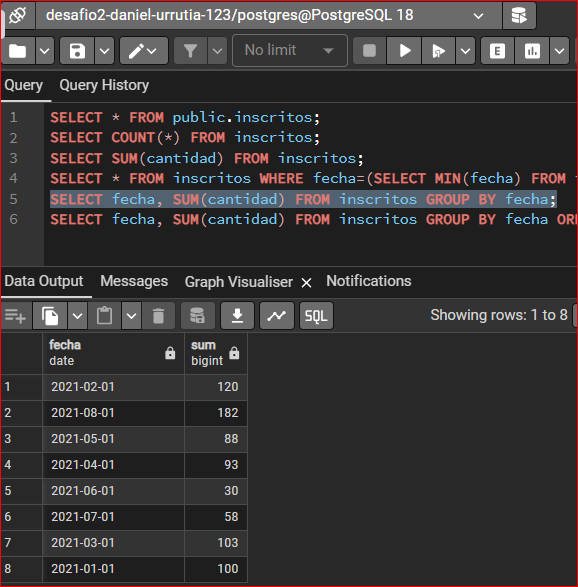 desafio2-daniel-urrutia-123/postgres@PostgreSQL 18
No limit
E
Query Query History
1 SELECT * FROM public.inscritos;
2 SELECT COUNT(*) FROM inscritos;
3 SELECT SUM(cantidad) FROM inscritos;
4 SELECT * FROM inscritos WHERE fecha=(SELECT MIN(fecha) FROM
5 SELECT fecha, SUM(cantidad) FROM inscritos GROUP BY fecha;
6 SELECT fecha, SUM(cantidad) FROM inscritos GROUP BY fecha
Data Output Messages Graph Visualiser Notifications
SQL Showing rows: 1 to 8
fecha sum
date bigint
1 2021-02-01 120
2 2021-08-01 182
3 2021-05-01 88
4 2021-04-01 93
5 2021-06-01 30
6 2021-07-01 58
7 2021-03-01 103
8 2021-01-01 100